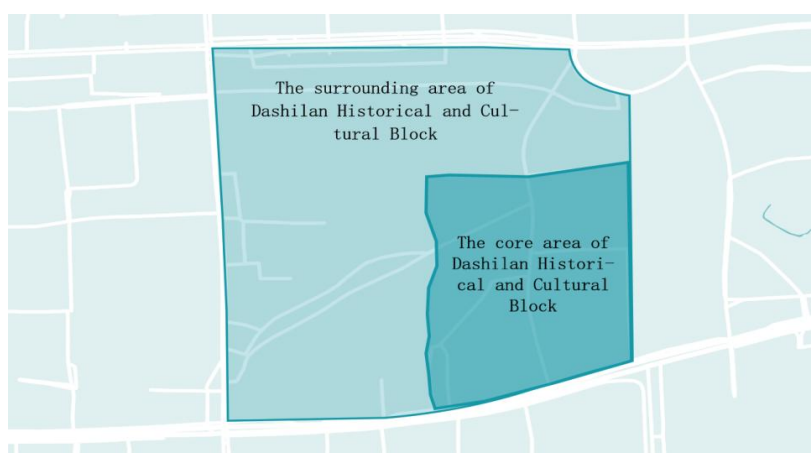 The surrounding area of
Dashilan Historical and Cul-
tural Block
The core area of
Dashilan Histori-
cal and Cultural
Block